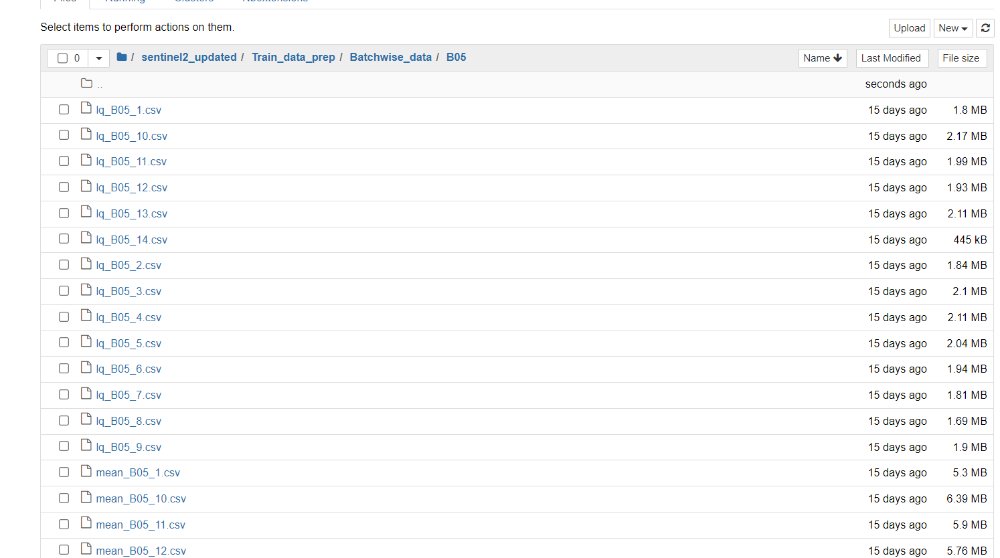 Files Running Clusters Nbextensions
Select items to perform actions on them.
Upload New
0 / sentinel2_updated / Train_data_prep / Batchwise_data / B05 Name Last Modified File size
.. seconds ago
lq_B05_1.csv 15 days ago 1.8 MB
lq_B05_10.csv 15 days ago 2.17 MB
lq_B05_11.csv 15 days ago 1.99 MB
lq_B05_12.csv 15 days ago 1.93 MB
lq_B05_13.csv 15 days ago 2.11 MB
lq_B05_14.csv 15 days ago 445 kB
lq_B05_2.csv 15 days ago 1.84 MB
lq_B05_3.csv 15 days ago 2.1 MB
lq_B05_4.csv 15 days ago 2.11 MB
lq_B05_5.csv 15 days ago 2.04 MB
lq_B05_6.csv 15 days ago 1.94 MB
lq_B05_7.csv 15 days ago 1.81 MB
lq_B05_8.csv 15 days ago 1.69 MB
lq_B05_9.csv 15 days ago 1.9 MB
mean_B05_1.csv 15 days ago 5.3 MB
mean_B05_10.csv 15 days ago 6.39 MB
mean_B05_11.csv 15 days ago 5.9 MB
mean_B05_12.csv 15 days ago 5.76 MB